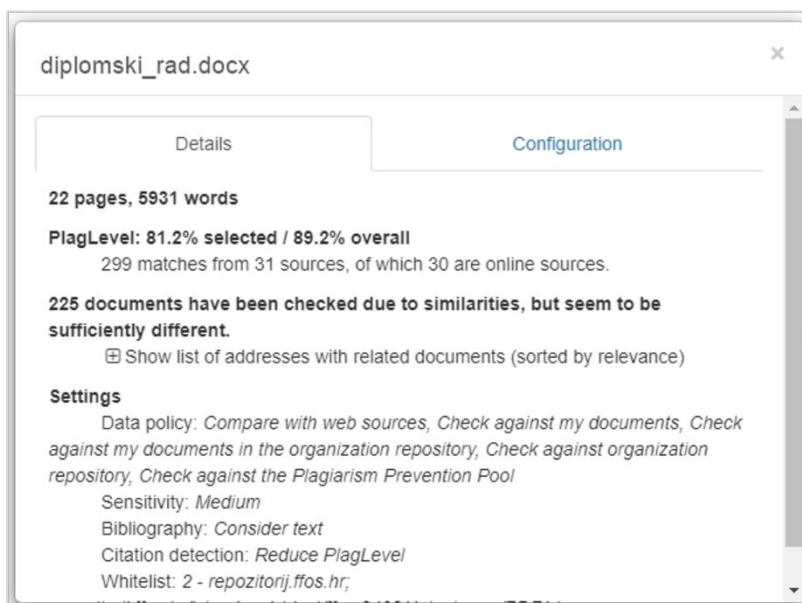 diplomski_rad.docx
×
Details
Configuration
22 pages, 5931 words
PlagLevel: 81.2% selected / 89.2% overall
299 matches from 31 sources, of which 30 are online sources.
225 documents have been checked due to similarities, but seem to be
sufficiently different.
Show list of addresses with related documents (sorted by relevance)
Settings
Data policy: Compare with web sources, Check against my documents, Check
against my documents in the organization repository, Check against organization
repository, Check against the Plagiarism Prevention Pool
Sensitivity: Medium
Bibliography: Consider text
Citation detection: Reduce PlagLevel
Whitelist: 2 - repozitorij.ffos.hr;